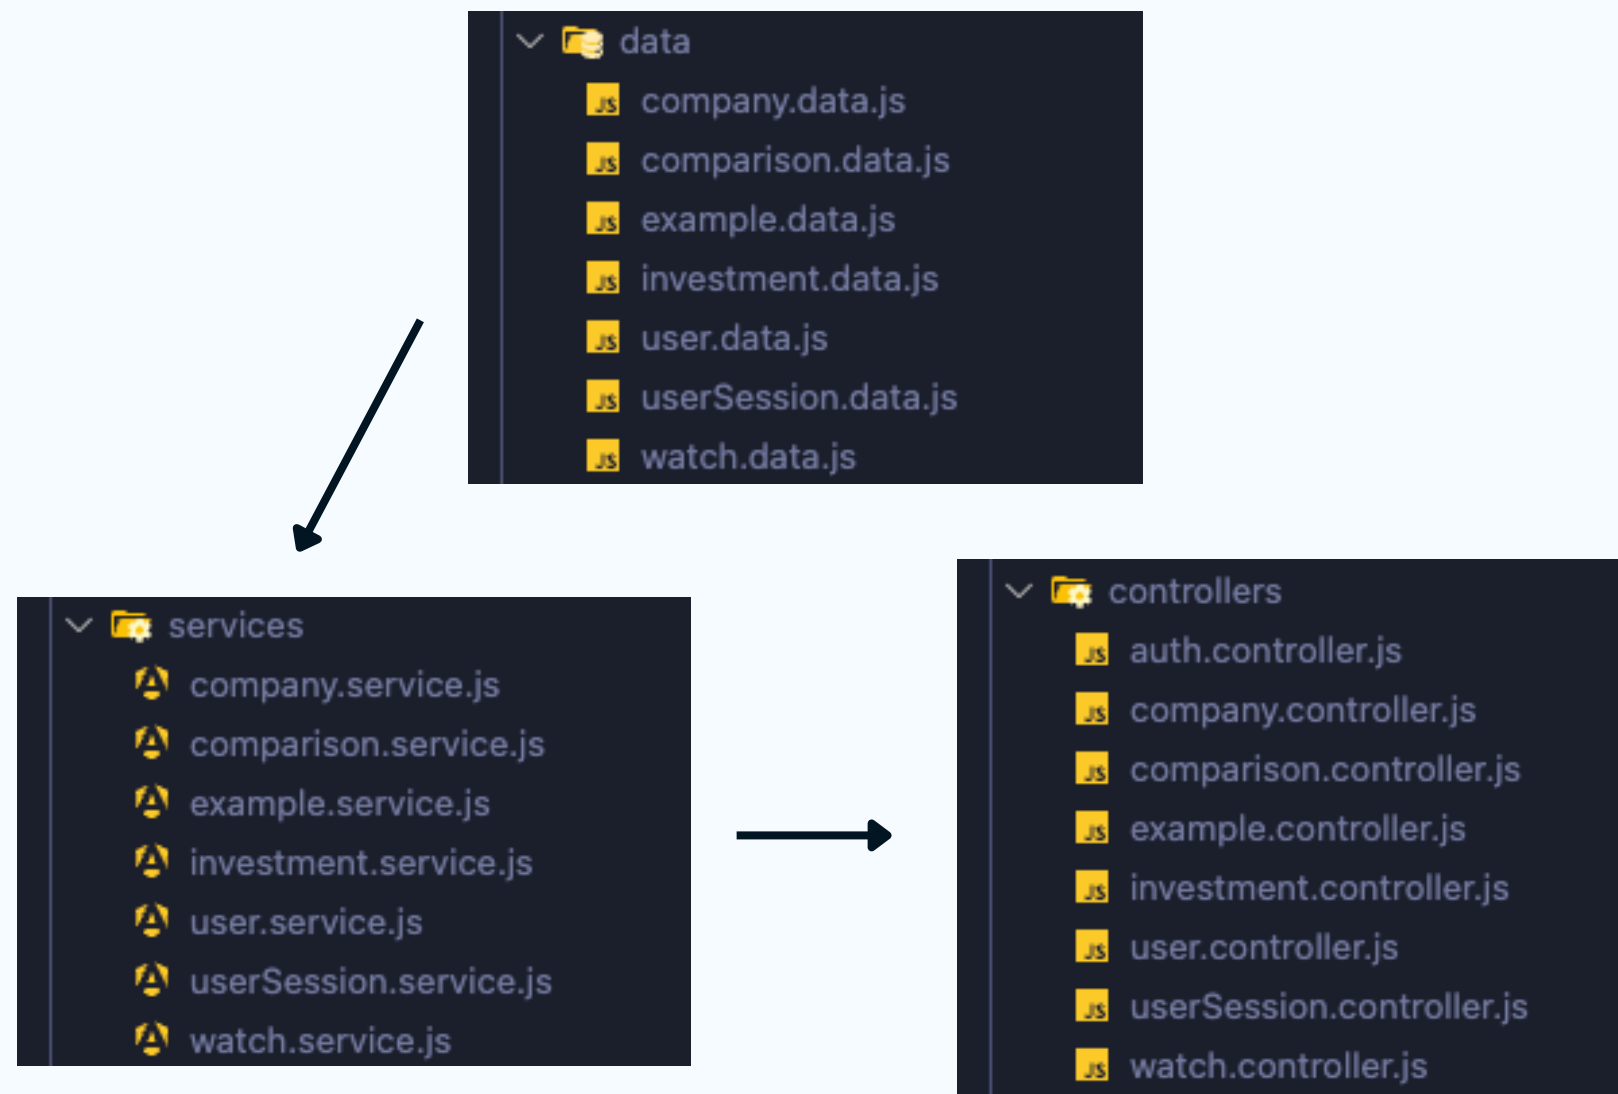 data
company.data.js
comparison.data.js
example.data.js
investment.data.js
user.data.js
userSession.data.js
watch.data.js
services
company.service.js
comparison.service.js
example.service.js
investment.service.js
user.service.js
userSession.service.js
watch.service.js
controllers
auth.controller.js
company.controller.js
comparison.controller.js
example.controller.js
investment.controller.js
user.controller.js
userSession.controller.js
watch.controller.js